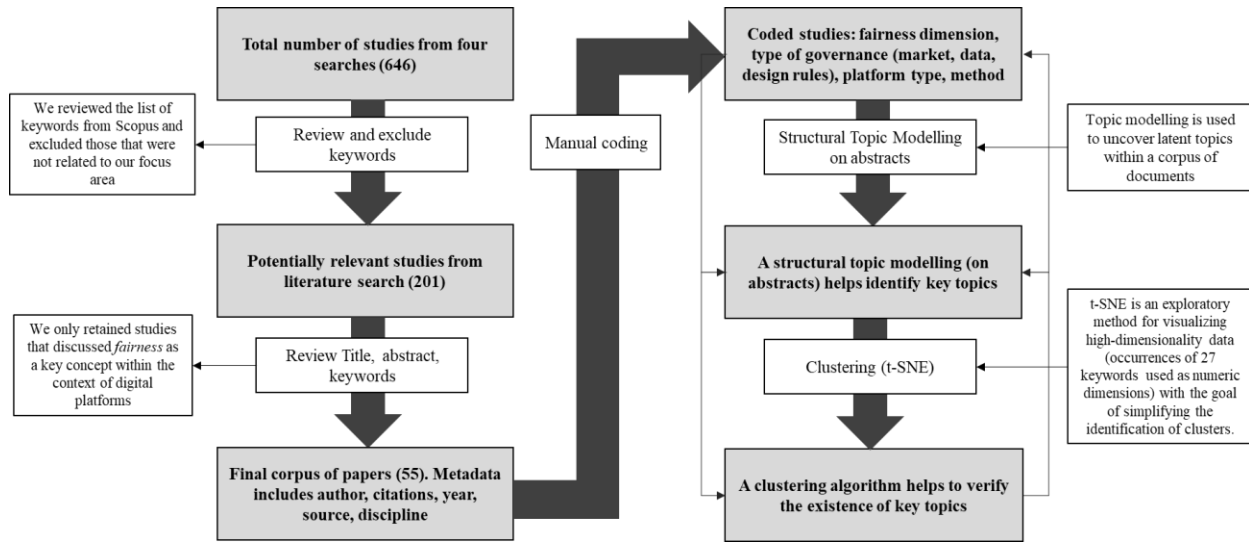 Total number of studies from four
searches (646)
We reviewed the list of
keywords from Scopus and
excluded those that were
not related to our focus
area
Review and exclude
keywords
Potentially relevant studies from
literature search (201)
We only retained studies
that discussed fairness as
a key concept within the
context of digital
platforms
Review Title, abstract,
keywords
Final corpus of papers (55). Metadata
includes author, citations, year,
source, discipline
Manual coding
Coded studies: fairness dimension,
type of governance (market, data,
design rules), platform type, method
Structural Topic Modelling
on abstracts
Topic modelling is used
to uncover latent topics
within a corpus of
documents
A structural topic modelling (on
abstracts) helps identify key topics
Clustering (t-SNE)
t-SNE is an exploratory
method for visualizing
high-dimensionality data
(occurrences of 27
keywords used as numeric
dimensions) with the goal
of simplifying the
identification of clusters.
A clustering algorithm helps to verify
the existence of key topics